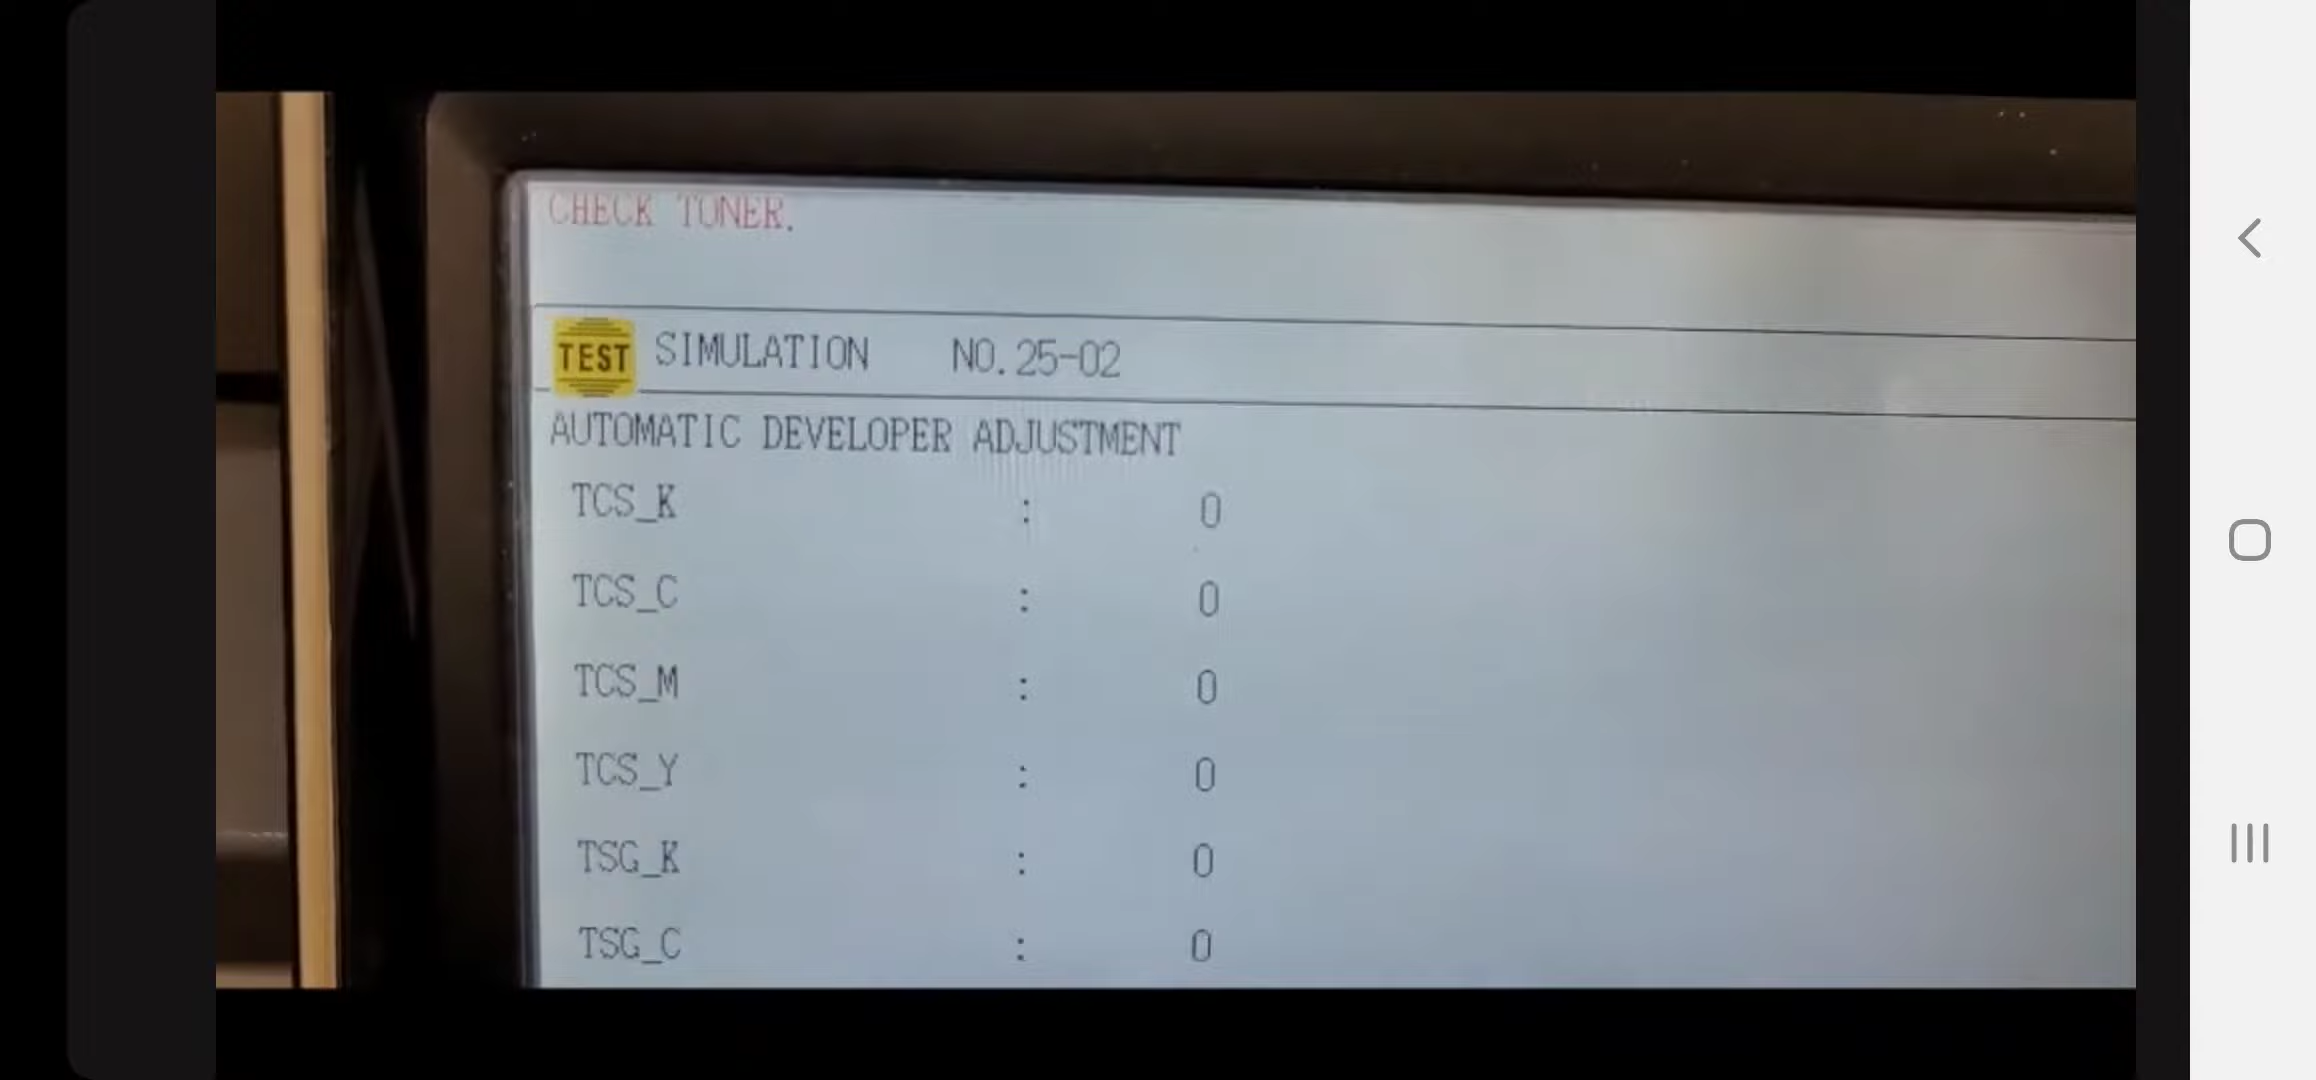 CHECK TONER.
TEST SIMULATION NO.25-02
AUTOMATIC DEVELOPER ADJUSTMENT
TCS_K : 0
TCS_C : 0
TCS_M : 0
TCS_Y : 0
TSG_K : 0
TSG_C : 0